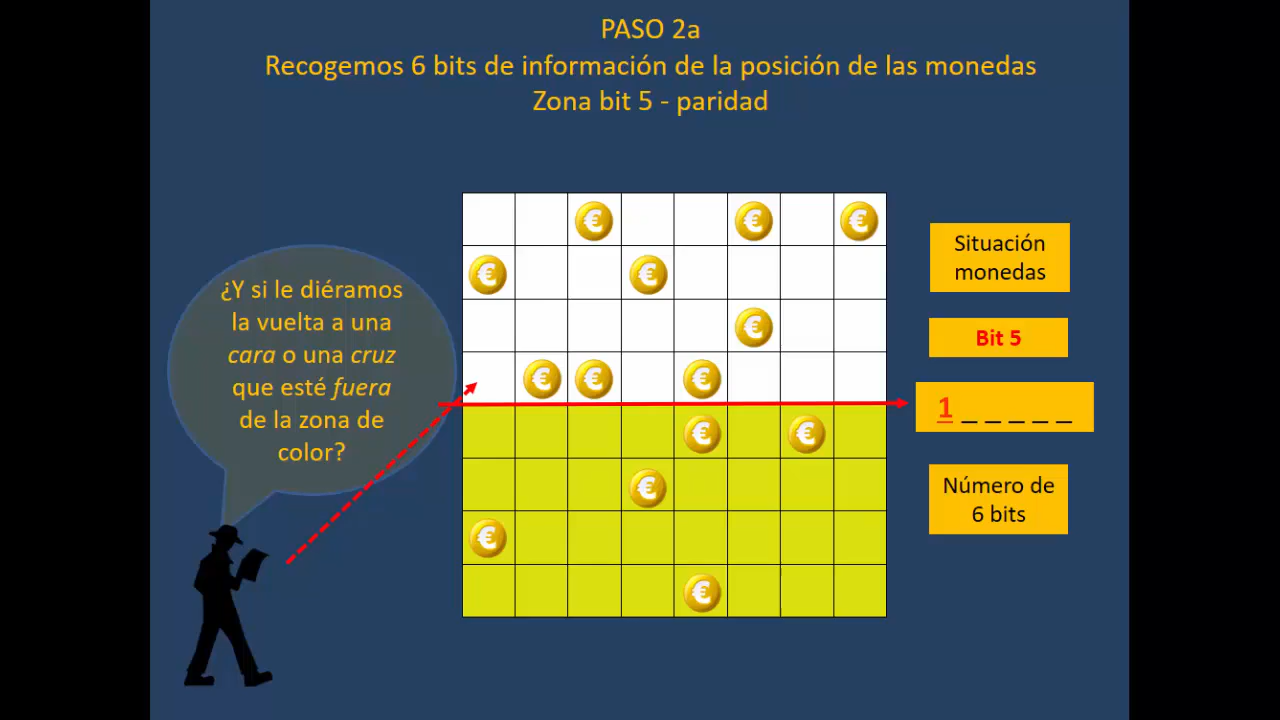 PASO 2a
Recogemos 6 bits de información de la posición de las monedas
Zona bit 5 - paridad
¿Y si le diéramos
la vuelta a una
cara o una cruz
que esté fuera
de la zona de
color?
€ € €
€ €
€
€ € €
€ €
€
€
€
Situación
monedas
Bit 5
1 _ _ _ _ _
Número de
6 bits